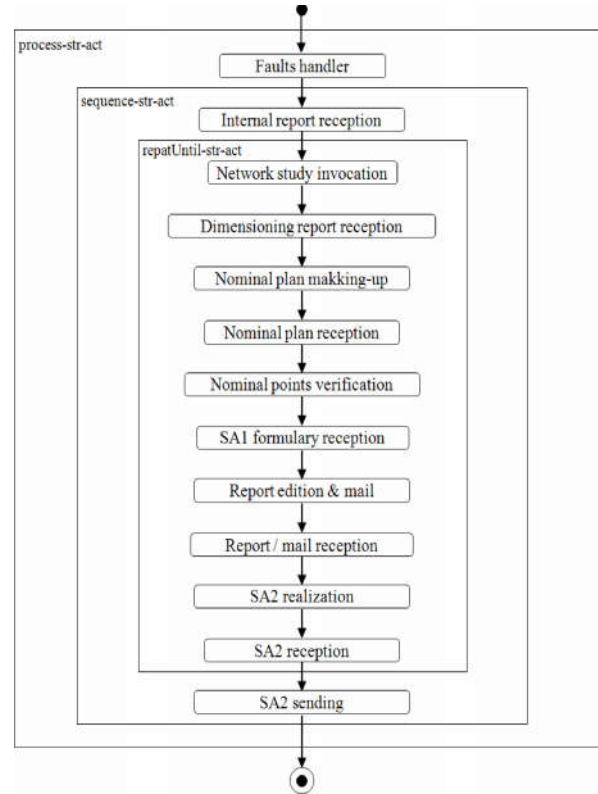 process-str-act
Faults handler
sequence-str-act
Internal report reception
repatUntil-str-act
Network study invocation
Dimensioning report reception
Nominal plan makking-up
Nominal plan reception
Nominal points verification
SA1 formulary reception
Report edition & mail
Report / mail reception
SA2 realization
SA2 reception
SA2 sending